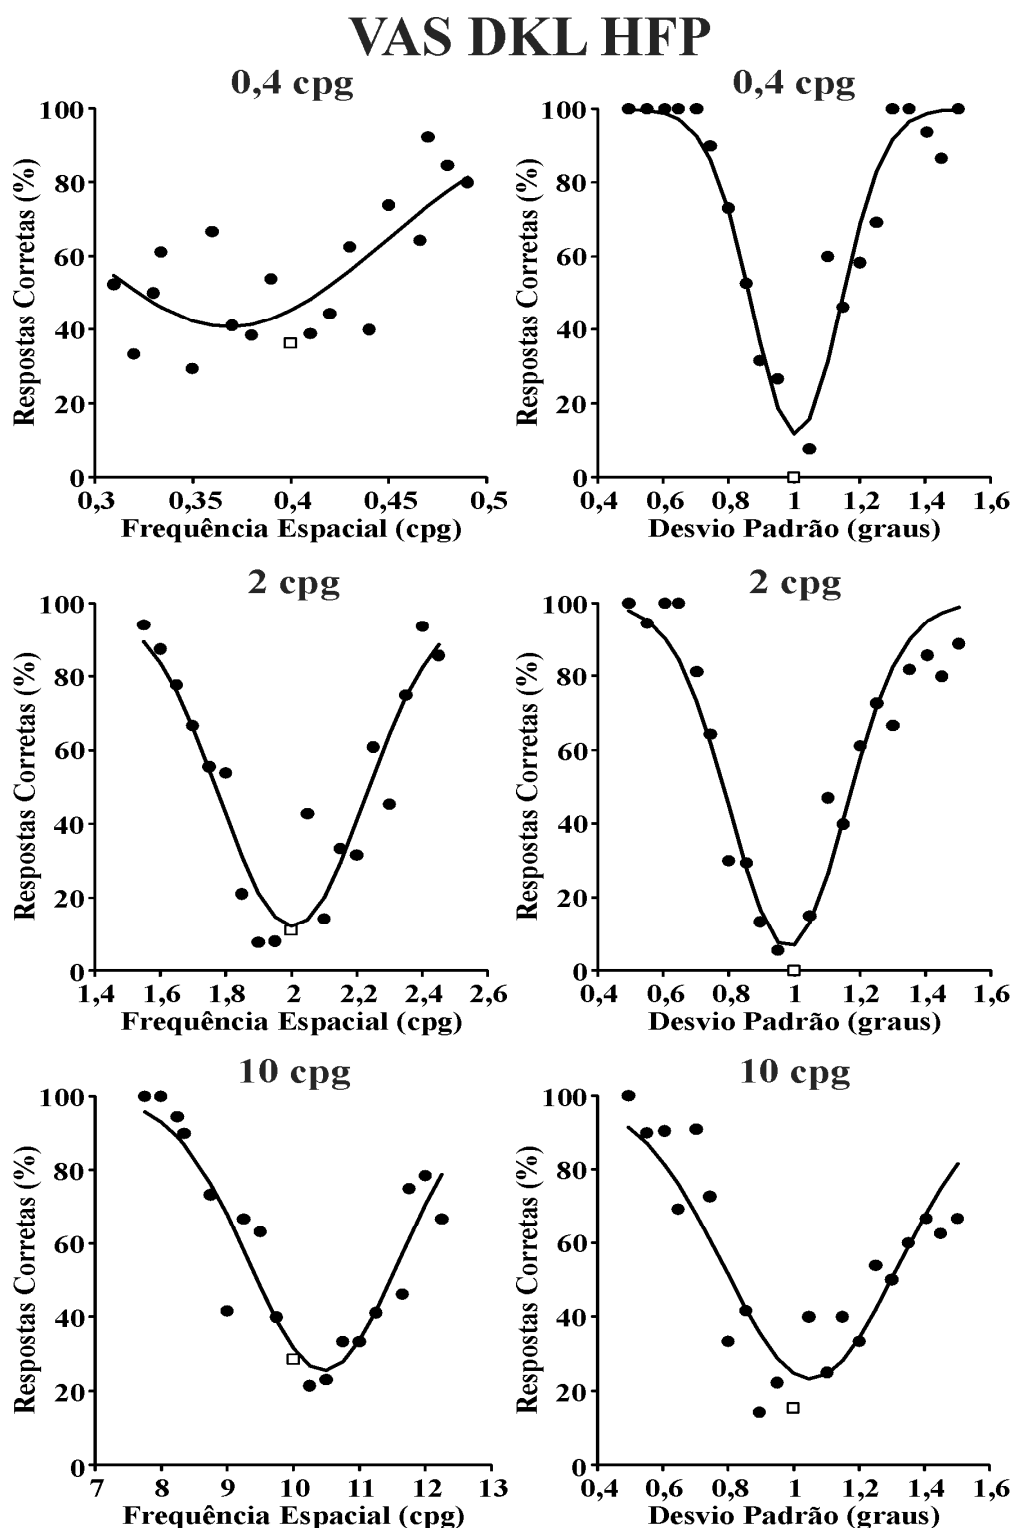 VAS DKL HFP
0,4 cpg
Respostas Corretas (%)
100
80
60
40
20
0
0,3 0,35 0,4 0,45 0,5
Frequência Espacial (cpg)
0,4 cpg
Respostas Corretas (%)
100
80
60
40
20
0
0,4 0,6 0,8 1 1,2 1,4 1,6
Desvio Padrão (graus)
2 cpg
Respostas Corretas (%)
100
80
60
40
20
0
1,4 1,6 1,8 2 2,2 2,4 2,6
Frequência Espacial (cpg)
2 cpg
Respostas Corretas (%)
100
80
60
40
20
0
0,4 0,6 0,8 1 1,2 1,4 1,6
Desvio Padrão (graus)
10 cpg
Respostas Corretas (%)
100
80
60
40
20
0
7 8 9 10 11 12 13
Frequência Espacial (cpg)
10 cpg
Respostas Corretas (%)
100
80
60
40
20
0
0,4 0,6 0,8 1 1,2 1,4 1,6
Desvio Padrão (graus)